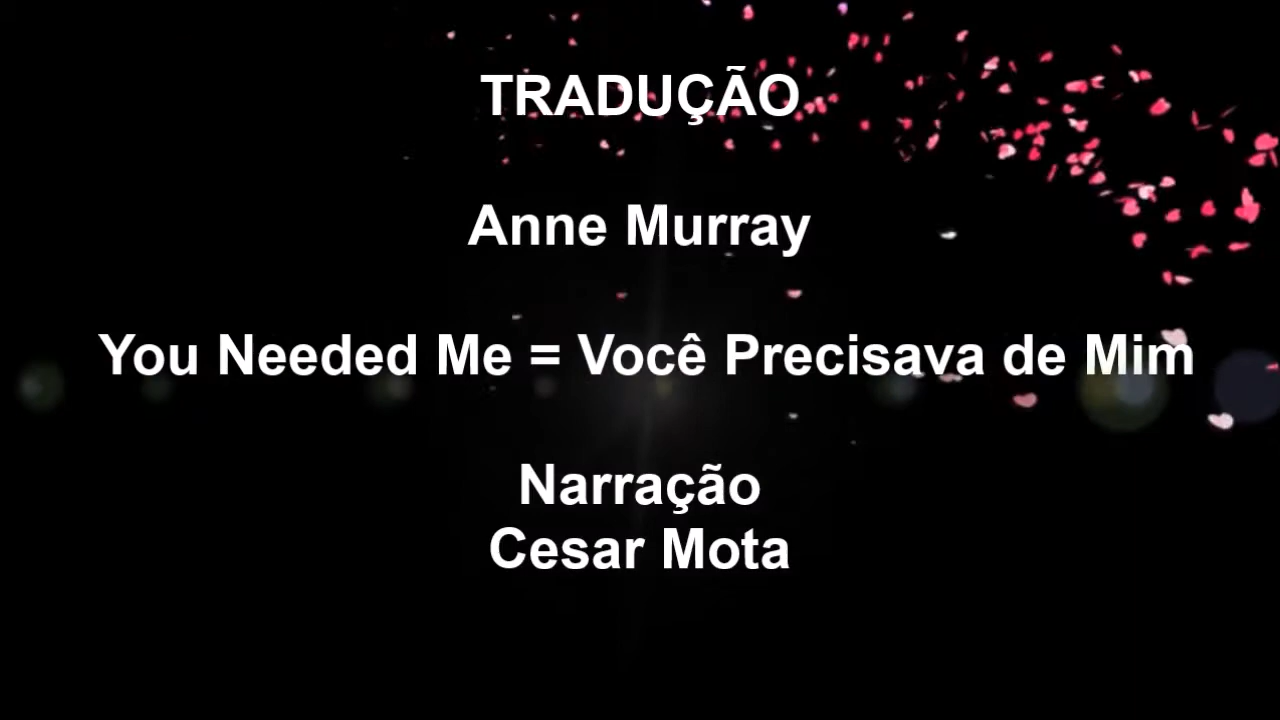 TRADUÇÃO
Anne Murray
You Needed Me = Você Precisava de Mim
Narração
Cesar Mota